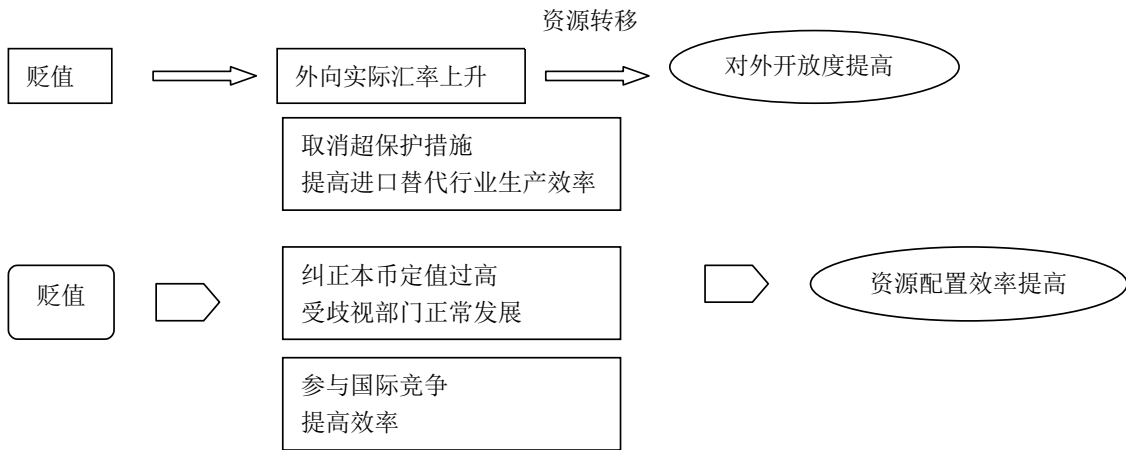 资源转移
贬值
外向实际汇率上升
对外开放度提高
取消超保护措施
提高进口替代行业生产效率
贬值
纠正本币定值过高
受歧视部门正常发展
资源配置效率提高
参与国际竞争
提高效率